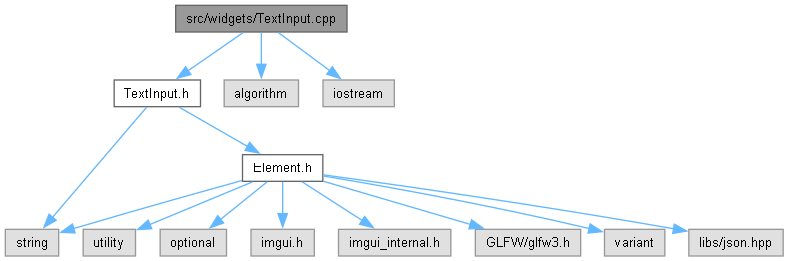 src/widgets/TextInput.cpp
TextInput.h
algorithm
iostream
Element.h
string
utility
optional
imgui.h
imgui_internal.h
GLFW/glfw3.h
variant
libs/json.hpp